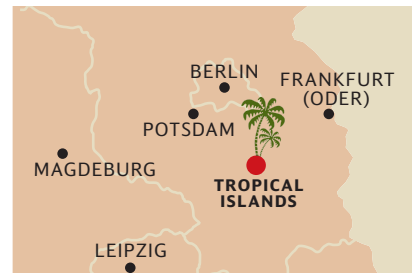 BERLIN
FRANKFURT
(ODER)
POTSDAM
MAGDEBURG
TROPICAL
ISLANDS
LEIPZIG